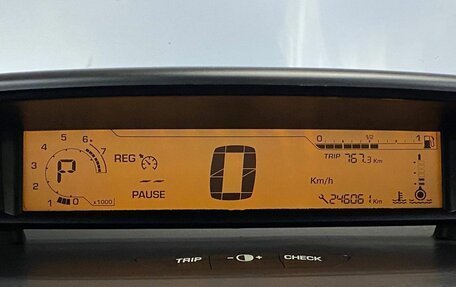 5 6 7
4
3
2
1 0 x1000
P
REG
PAUSE
0
0 1/2 1
TRIP 767.3 Km
Km/h
246061 Km
TRIP - + CHECK